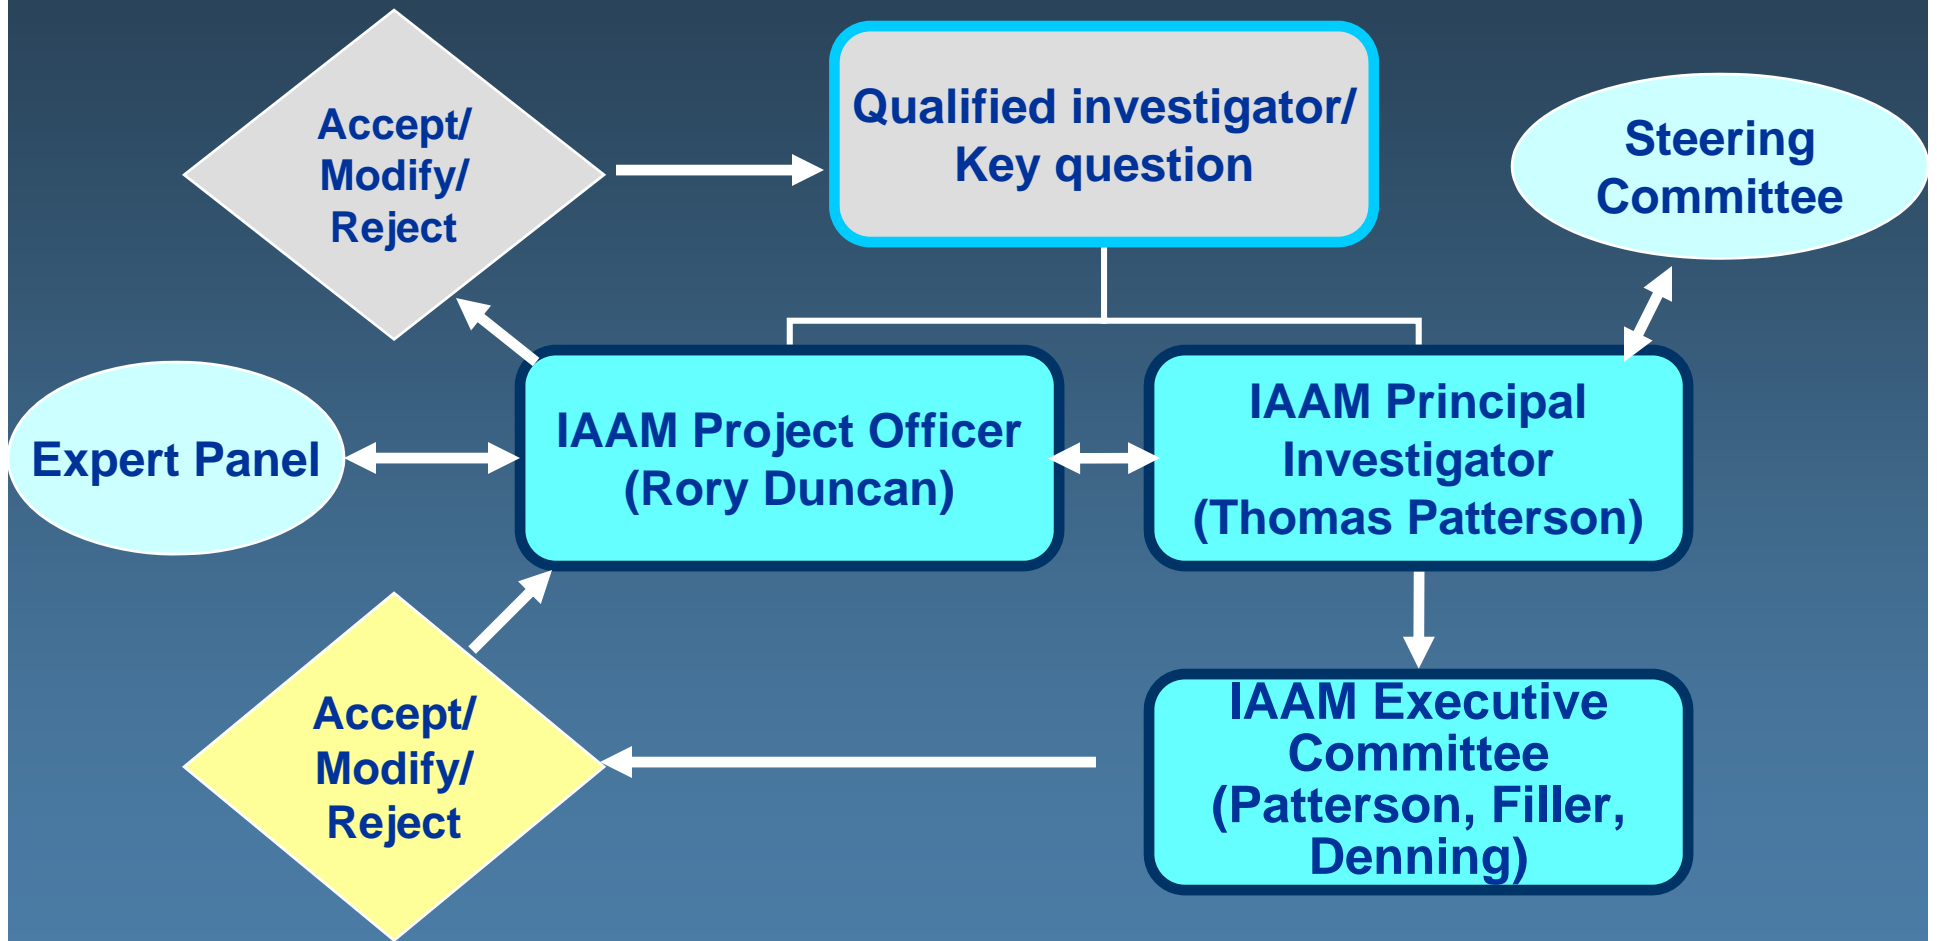 Accept/
Modify/
Reject
Qualified investigator/
Key question
Steering
Committee
Expert Panel
IAAM Project Officer
(Rory Duncan)
IAAM Principal
Investigator
(Thomas Patterson)
Accept/
Modify/
Reject
IAAM Executive
Committee
(Patterson, Filler,
Denning)